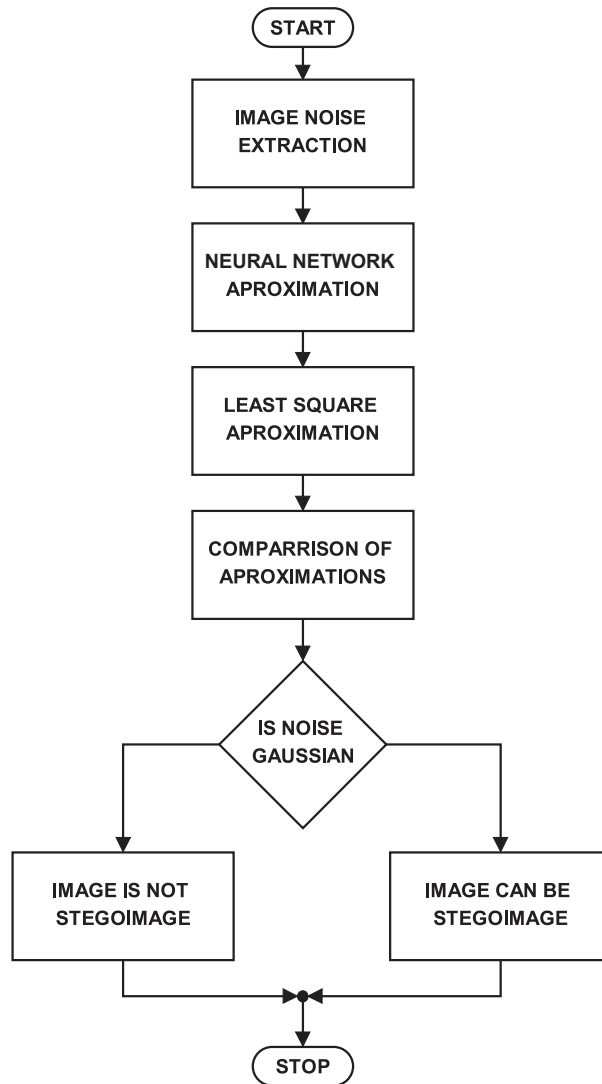 START
IMAGE NOISE
EXTRACTION
NEURAL NETWORK
APROXIMATION
LEAST SQUARE
APROXIMATION
COMPARRISON OF
APROXIMATIONS
IS NOISE
GAUSSIAN
IMAGE IS NOT
STEGOIMAGE
IMAGE CAN BE
STEGOIMAGE
STOP